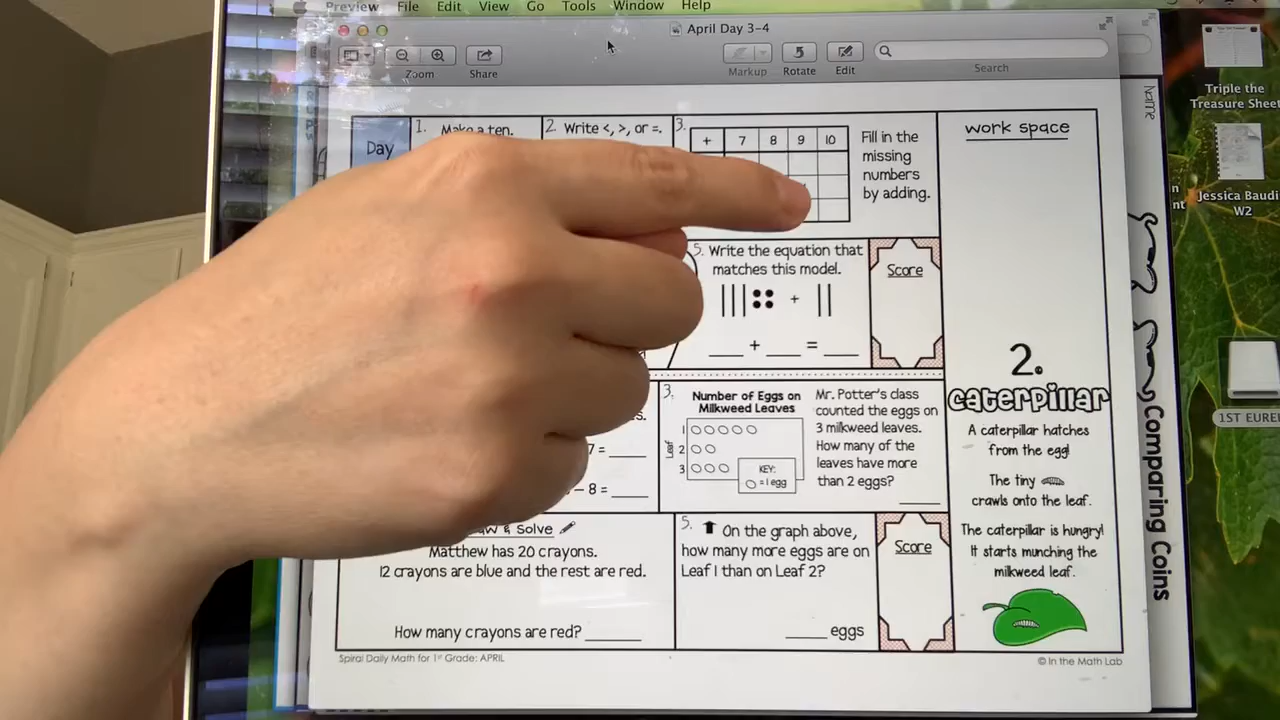 Preview File Edit View Go Tools Window Help
April Day 3-4
Zoom
Share
Markup
Rotate
Edit
Search
Day
1. Make a ten.
2. Write <, >, or =.
3.
+ 7 8 9 10
Fill in the
missing
numbers
by adding.
work space
5. Write the equation that
matches this model.
+
___ + ___ = ___
Score
7 = ___
- 8 = ___
3.
Number of Eggs on
Milkweed Leaves
Leaf
1
2
3
KEY:
= 1 egg
Mr. Potter's class
counted the eggs on
3 milkweed leaves.
How many of the
leaves have more
than 2 eggs?
___
& Solve
Matthew has 20 crayons.
12 crayons are blue and the rest are red.
How many crayons are red? ___
5. On the graph above,
how many more eggs are on
Leaf 1 than on Leaf 2?
___ eggs
Score
2.
caterpillar
A caterpillar hatches
from the egg!
The tiny
crawls onto the leaf.
The caterpillar is hungry!
It starts munching the
milkweed leaf.
Spiral Daily Math for 1st Grade: APRIL
© In the Math Lab
Name
Comparing Coins
Triple the
Treasure Sheet
Jessica Baudi
W2
1ST EURE